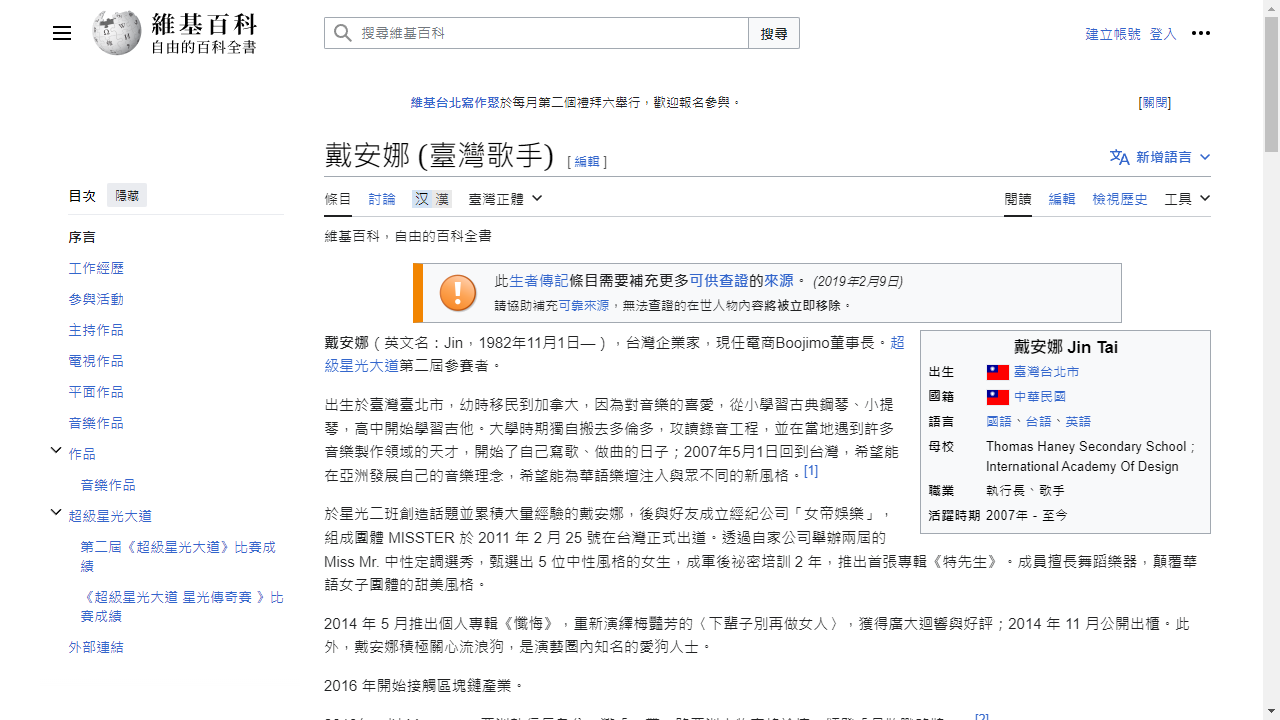 維基百科
自由的百科全書
搜尋維基百科
搜尋
建立帳號 登入
維基台北寫作聚於每月第二個禮拜六舉行，歡迎報名參與。
[關閉]
戴安娜 (臺灣歌手) [ 編輯 ]
新增語言
目次 隱藏
條目 討論 汉 漢 臺灣正體
閱讀 編輯 檢視歷史 工具
序言
工作經歷
參與活動
主持作品
電視作品
平面作品
音樂作品
作品
音樂作品
超級星光大道
第二屆《超級星光大道》比賽成
績
《超級星光大道 星光傳奇賽 》比
賽成績
外部連結
維基百科，自由的百科全書
此生者傳記條目需要補充更多可供查證的來源。 (2019年2月9日)
請協助補充可靠來源，無法查證的在世人物內容將被立即移除。
戴安娜（英文名：Jin，1982年11月1日—），台灣企業家，現任電商Boojimo董事長。超
級星光大道第二屆參賽者。
出生於臺灣臺北市，幼時移民到加拿大，因為對音樂的喜愛，從小學習古典鋼琴、小提
琴，高中開始學習吉他。大學時期獨自搬去多倫多，攻讀錄音工程，並在當地遇到許多
音樂製作領域的天才，開始了自己寫歌、做曲的日子；2007年5月1日回到台灣，希望能
在亞洲發展自己的音樂理念，希望能為華語樂壇注入與眾不同的新風格。[1]
於星光二班創造話題並累積大量經驗的戴安娜，後與好友成立經紀公司「女帝娛樂」，
組成團體 MISSTER 於 2011 年 2 月 25 號在台灣正式出道。透過自家公司舉辦兩屆的
Miss Mr. 中性定調選秀，甄選出 5 位中性風格的女生，成軍後祕密培訓 2 年，推出首張專輯《特先生》。成員擅長舞蹈樂器，顛覆華
語女子團體的甜美風格。
2014 年 5 月推出個人專輯《懺悔》，重新演繹梅艷芳的〈下輩子別再做女人〉，獲得廣大迴響與好評；2014 年 11 月公開出櫃。此
外，戴安娜積極關心流浪狗，是演藝圈內知名的愛狗人士。
2016 年開始接觸區塊鏈產業。
[2]
戴安娜 Jin Tai
出生 臺灣台北市
國籍 中華民國
語言 國語、台語、英語
母校 Thomas Haney Secondary School；
International Academy Of Design
職業 執行長、歌手
活躍時期 2007年 - 至今